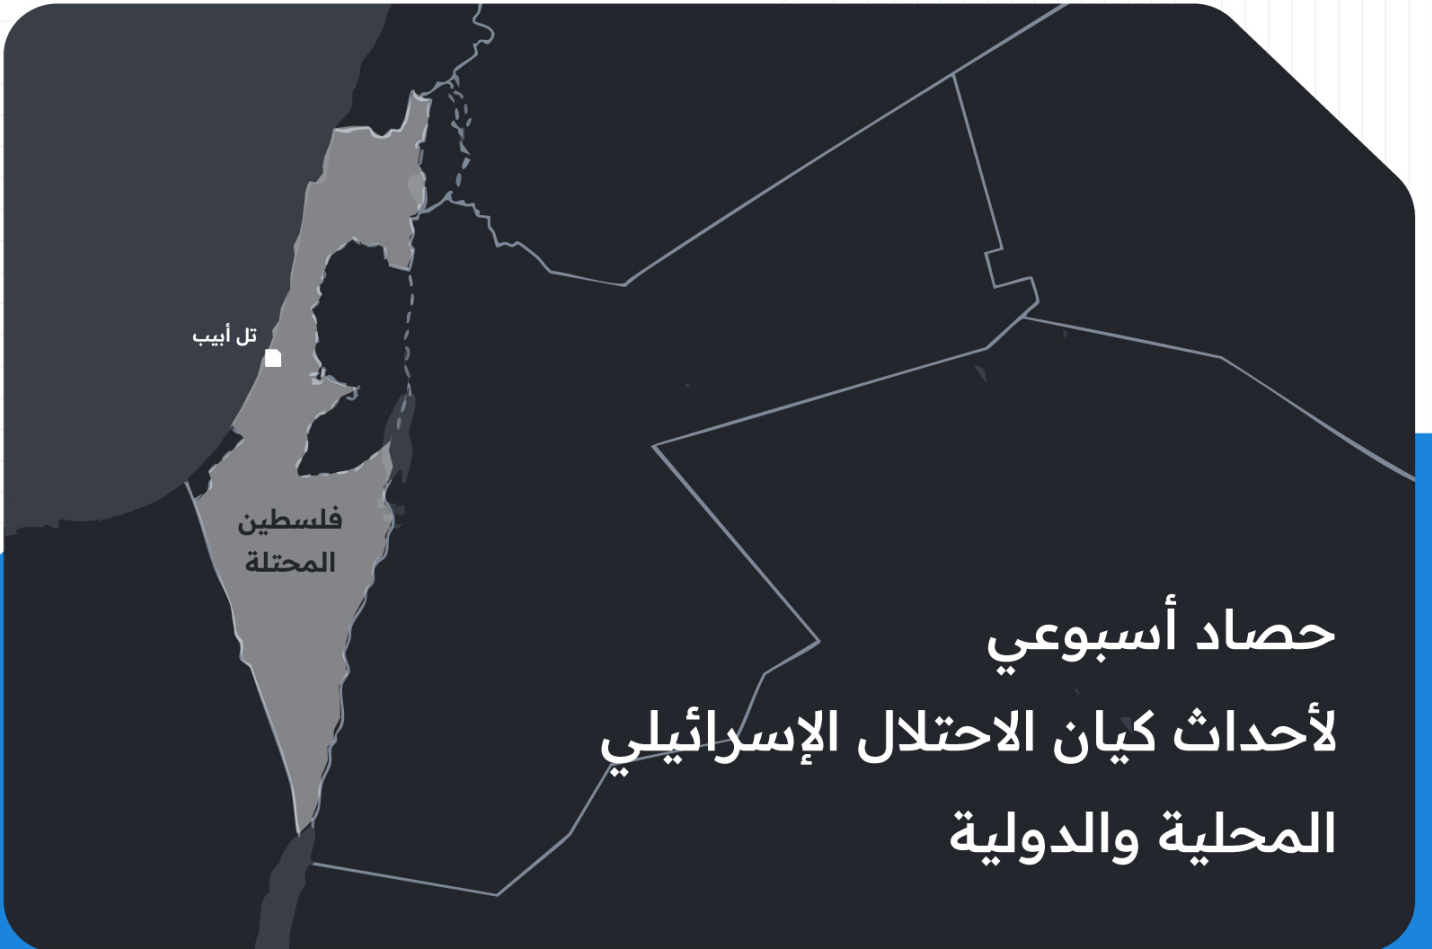 تل أبيب
فلسطين
المحتلة
حصاد أسبوعي
لأحداث كيان الاحتلال الإسرائيلي
المحلية والدولية